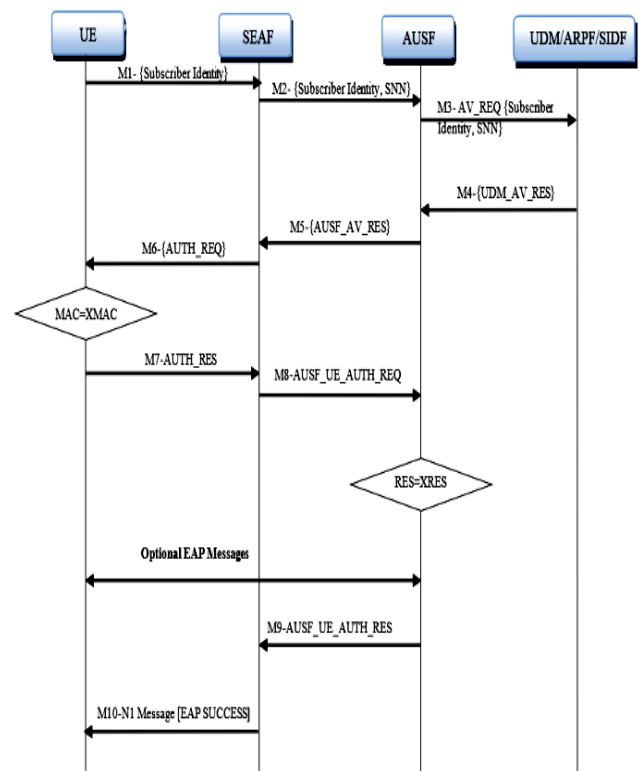 UE
SEAF
AUSF
UDM/ARPF/SIDF
M1- {Subscriber Identity}
M2- {Subscriber Identity, SNN}
M3- AV_REQ {Subscriber
Identity, SNN}
M4-{UDM_AV_RES}
M5-{AUSF_AV_RES}
M6-{AUTH_REQ}
MAC=XMAC
M7-AUTH_RES
M8-AUSF_UE_AUTH_REQ
RES=XRES
Optional EAP Messages
M9-AUSF_UE_AUTH_RES
M10-N1 Message [EAP SUCCESS]